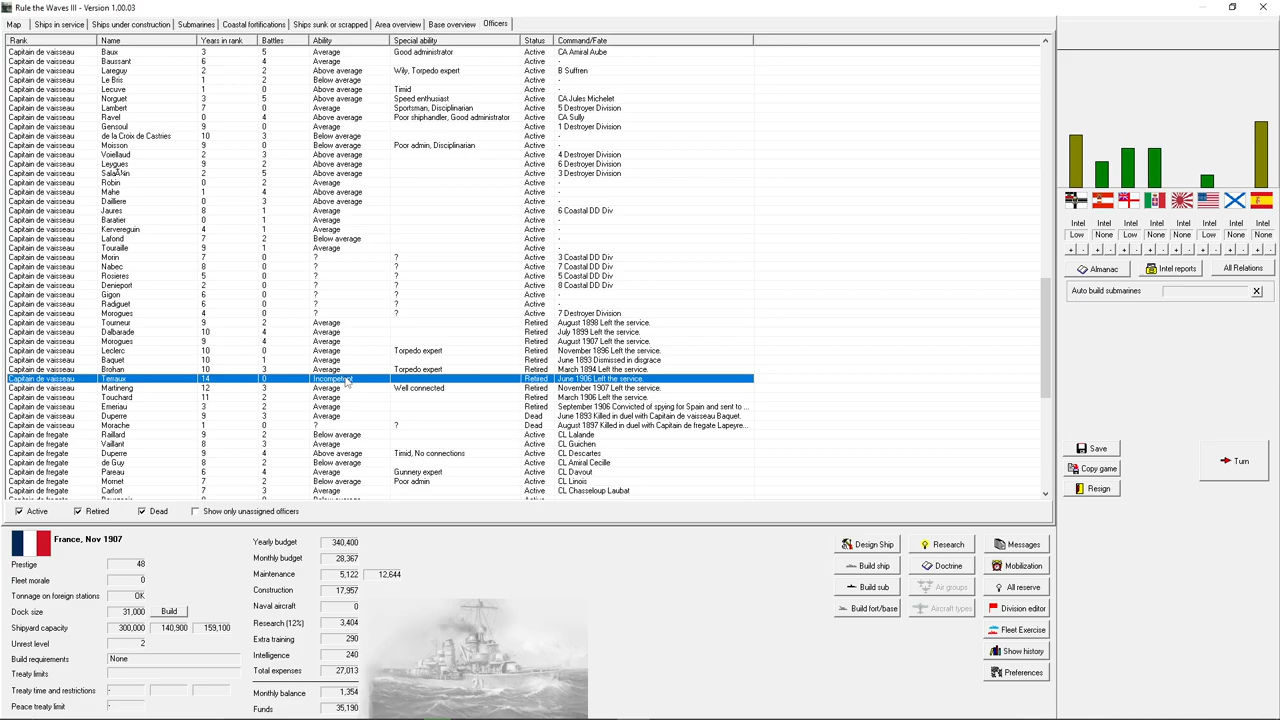 Rule the Waves III - Version 1.00.03
Map Ships in service Ships under construction Submarines Coastal fortifications Ships sunk or scrapped Area overview Base overview Officers
Rank Name Years in rank Battles Ability Special ability Status Command/Fate
Capitain de vaisseau Baux 3 5 Average Good administrator Active CA Amiral Aube
Capitain de vaisseau Baussant 6 4 Average Active -
Capitain de vaisseau Lareguy 2 2 Above average Wily, Torpedo expert Active B Suffren
Capitain de vaisseau Le Bris 1 2 Below average Active -
Capitain de vaisseau Lecuve 1 0 Above average Timid Active -
Capitain de vaisseau Norguet 3 5 Above average Speed enthusiast Active CA Jules Michelet
Capitain de vaisseau Lambert 7 0 Average Sportsman, Disciplinarian Active 5 Destroyer Division
Capitain de vaisseau Ravel 0 4 Above average Poor shiphandler, Good administrator Active CA Sully
Capitain de vaisseau Gensoul 9 0 Average Active 1 Destroyer Division
Capitain de vaisseau de la Croix de Castries 10 3 Below average Active -
Capitain de vaisseau Moisson 9 0 Below average Poor admin, Disciplinarian Active -
Capitain de vaisseau Voiellaud 2 3 Above average Active 4 Destroyer Division
Capitain de vaisseau Leygues 9 2 Above average Active 6 Destroyer Division
Capitain de vaisseau 2 5 Above average Active 3 Destroyer Division
Capitain de vaisseau Robin 0 2 Average Active -
Capitain de vaisseau Mahe 1 4 Above average Active -
Capitain de vaisseau Dailliere 3 0 Above average Active -
Capitain de vaisseau Jaures 8 1 Average Active 6 Coastal DD Div
Capitain de vaisseau Baratier 0 1 Average Active -
Capitain de vaisseau Kervereguin 4 1 Average Active -
Capitain de vaisseau Lafond 7 2 Below average Active -
Capitain de vaisseau Touraille 9 1 Average Active -
Capitain de vaisseau Morin 7 0 ? ? Active 3 Coastal DD Div
Capitain de vaisseau Nabec 8 0 ? ? Active 7 Coastal DD Div
Capitain de vaisseau Rosieres 5 0 ? ? Active 5 Coastal DD Div
Capitain de vaisseau Denieport 2 0 ? ? Active 8 Coastal DD Div
Capitain de vaisseau Gigon 6 0 ? ? Active -
Capitain de vaisseau Radiguet 6 0 ? ? Active -
Capitain de vaisseau Morogues 4 0 ? ? Active 7 Destroyer Division
Capitain de vaisseau Tourneur 9 2 Average Retired August 1898 Left the service.
Capitain de vaisseau Dalbarade 10 4 Average Retired July 1899 Left the service.
Capitain de vaisseau Morogues 9 4 Average Retired August 1907 Left the service.
Capitain de vaisseau Leclerc 10 0 Average Torpedo expert Retired November 1896 Left the service.
Capitain de vaisseau Baquet 10 1 Average Retired June 1893 Dismissed in disgrace
Capitain de vaisseau Brohan 10 3 Average Torpedo expert Retired March 1894 Left the service.
Capitain de vaisseau Terraux 14 0 Incompetent Retired June 1906 Left the service.
Capitain de vaisseau Martineng 12 3 Average Well connected Retired November 1907 Left the service.
Capitain de vaisseau Touchard 11 2 Average Retired March 1906 Left the service.
Capitain de vaisseau Emeriau 3 2 Average Retired September 1906 Convicted of spying for Spain and sent to ...
Capitain de vaisseau Duperre 9 3 Average Dead June 1893 Killed in duel with Capitain de vaisseau Baquet.
Capitain de vaisseau Morache 1 0 ? ? Dead August 1897 Killed in duel with Capitain de fregate Lapeyre...
Captain de fregate Raillard 9 2 Below average Active CL Lalande
Captain de fregate Vaillant 8 3 Average Active CL Guichen
Captain de fregate Duperre 9 4 Above average Timid, No connections Active CL Descartes
Captain de fregate de Guy 8 2 Below average Active CL Amiral Cecille
Captain de fregate Pareau 6 4 Average Gunnery expert Active CL Davout
Captain de fregate Mornet 7 2 Below average Poor admin Active CL Linois
Captain de fregate Carfort 7 3 Average Active CL Chasseloup Laubat
Active Retired Dead Show only unassigned officers
Intel Intel Intel Intel Intel Intel Intel Intel
Low None None None None Low None None
+ - + - + - + - + - + - + - + -
Almanac Intel reports All Relations
Auto build submarines
Save
Copy game
Resign
Turn
France, Nov 1907
Prestige 48
Fleet morale 0
Tonnage on foreign stations OK
Dock size 31,000 Build
Shipyard capacity 300,000 140,900 159,100
Unrest level 2
Build requirements None
Treaty limits
Treaty time and restrictions -
Peace treaty limit -
Yearly budget 340,400
Monthly budget 28,367
Maintenance 5,122 12,644
Construction 17,957
Naval aircraft 0
Research (12%) 3,404
Extra training 290
Intelligence 240
Total expenses 27,013
Monthly balance 1,354
Funds 35,190
Design Ship Research Messages
Build ship Doctrine Mobilization
Build sub Air groups All reserve
Build fort/base Aircraft types Division editor
Fleet Exercise
Show history
Preferences